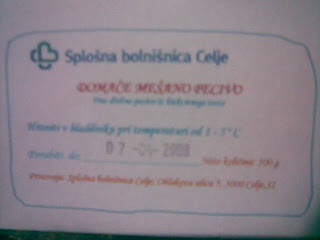 Splošna bolnišnica Celje
DOMAČE MEŠANO PECIVO
Hraniti v hladilniku pri temperaturi od 1 - 5° C
Porabiti do: 07 -04- 2008 Neto količina: 300 g
Proizvaja: Splošna bolnišnica Celje, Oblakova ulica 5, 3000 Celje, SI